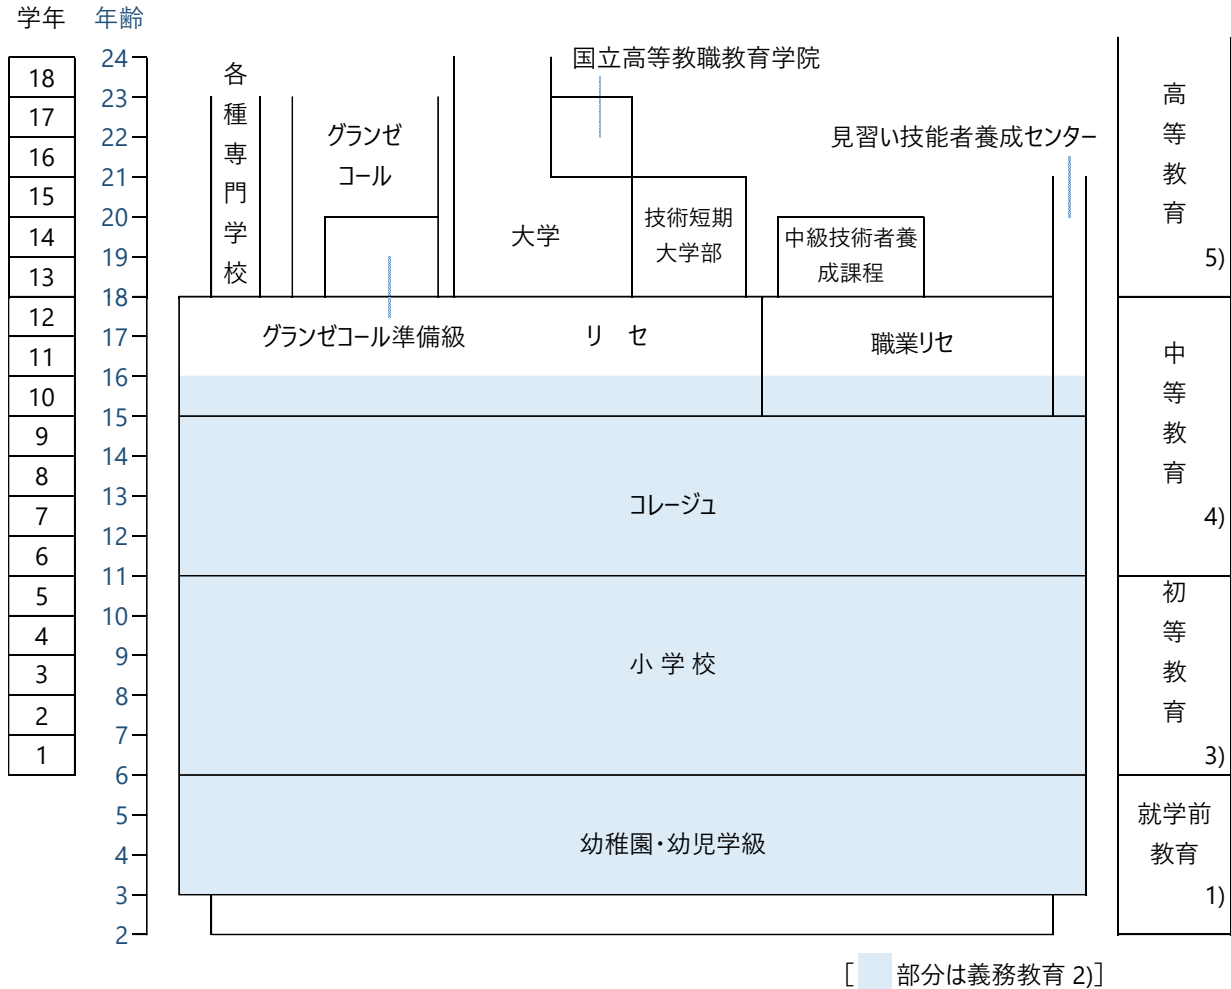 学年 年齢
24
18
23
17
22
16
21
15
20
14
19
13
18
12
17
11
16
10
15
9
14
8
13
7
12
6
11
5
10
4
9
3
8
2
7
1
6
5
4
3
2
各種専門学校
グランゼ
コール
国立高等教職教育学院
見習い技能者養成センター
大学
技術短期
大学部
中級技術者養
成課程
グランゼコール準備級
リ セ
職業リセ
コレージュ
小 学 校
幼稚園・幼児学級
高等教育
5)
中等教育
4)
初等教育
3)
就学前
教育
1)
[ 部分は義務教育 2)]